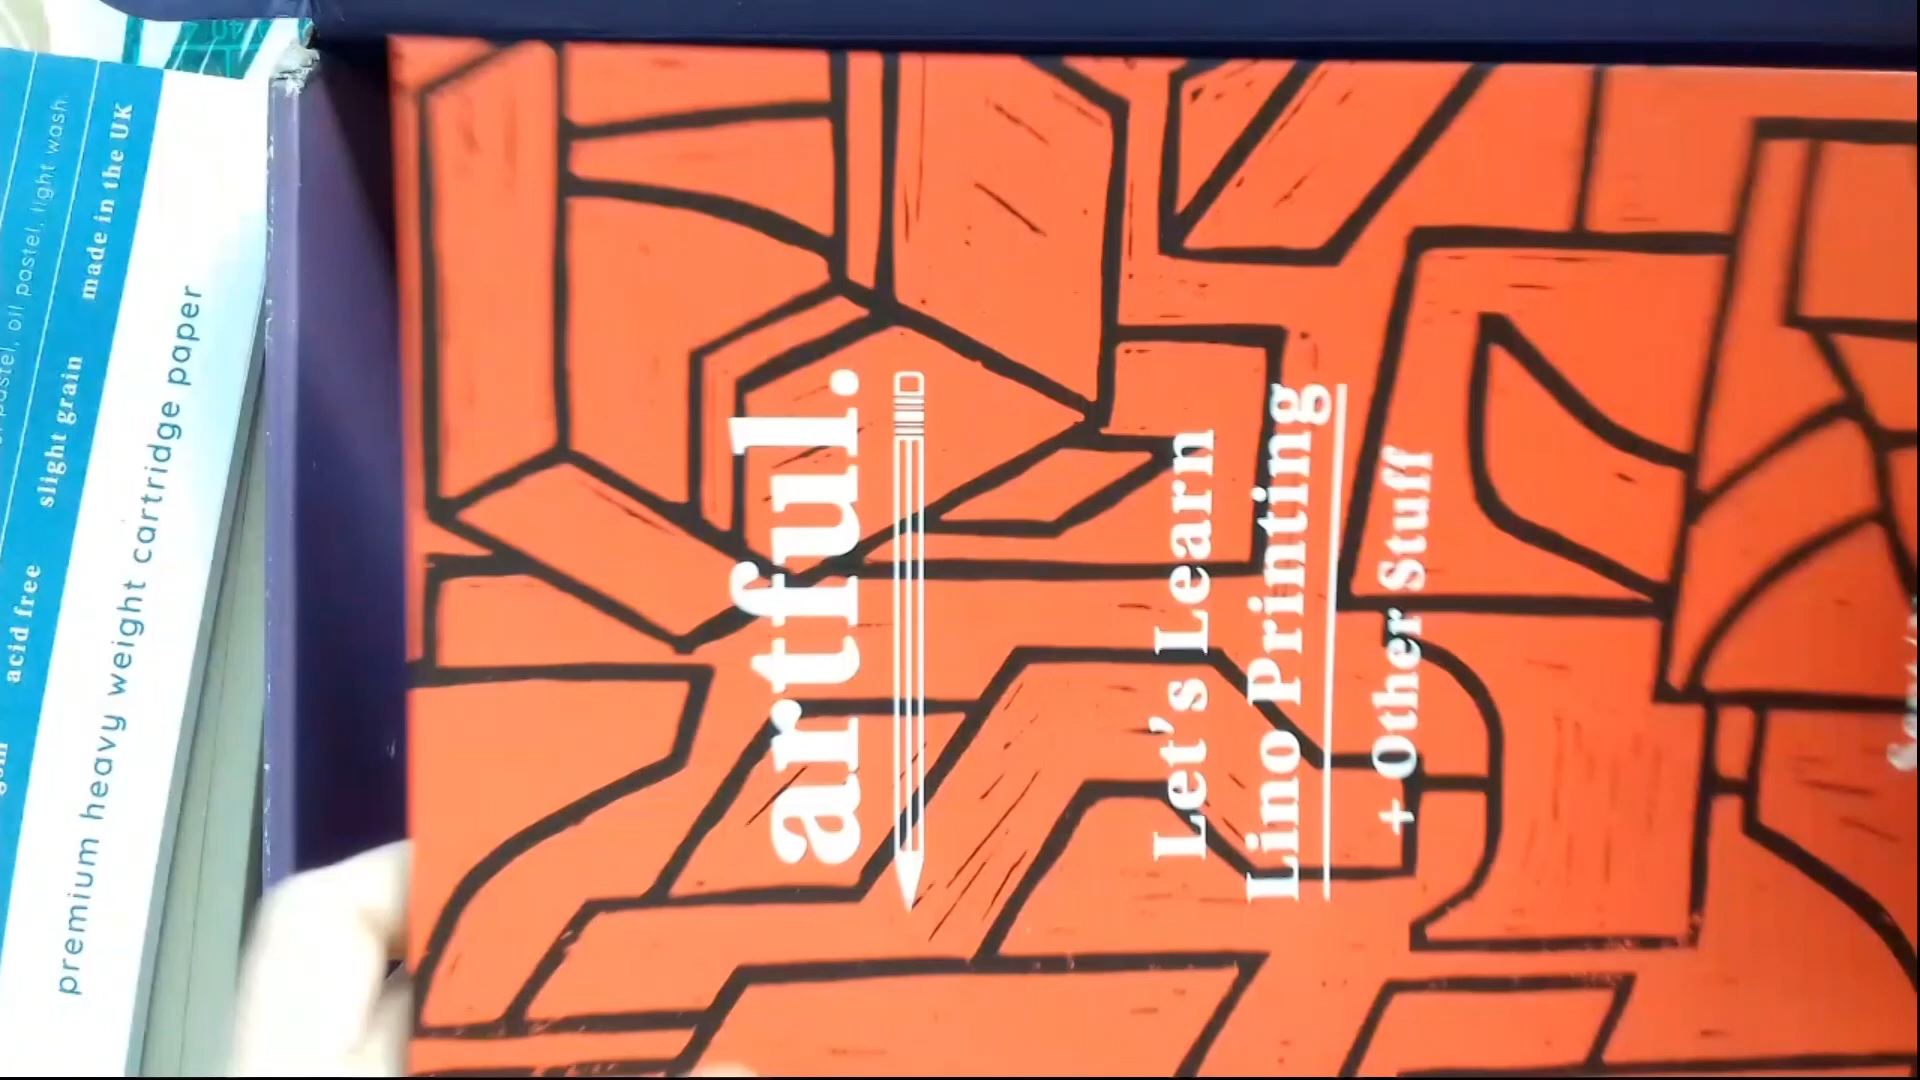 artful.
Let's Learn
Lino Printing
+ Other Stuff
pastel, oil pastel, light wash
acid free slight grain made in the UK
premium heavy weight cartridge paper